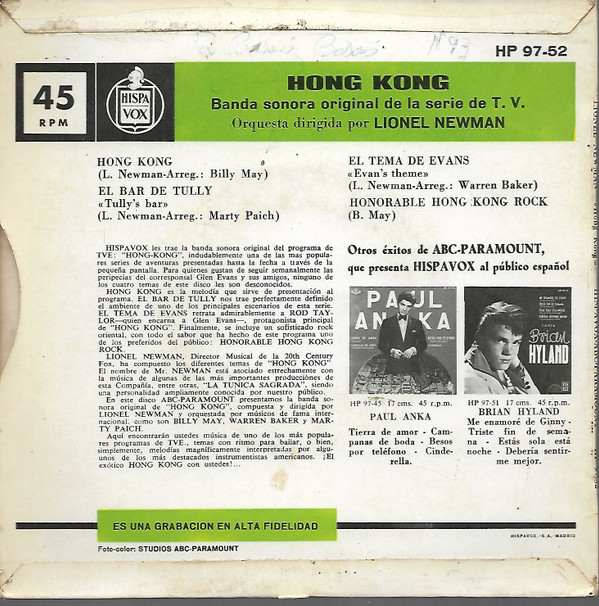 Nº 93
HP 97-52
45
RPM
HISPA
VOX
HONG KONG
Banda sonora original de la serie de T. V.
Orquesta dirigida por LIONEL NEWMAN
HONG KONG
(L. Newman-Arreg.: Billy May)
EL BAR DE TULLY
«Tully's bar»
(L. Newman-Arreg.: Marty Paich)
EL TEMA DE EVANS
«Evan's theme»
(L. Newman-Arreg.: Warren Baker)
HONORABLE HONG KONG ROCK
(B. May)
HISPAVOX les trae la banda sonora original del programa de
TVE: "HONG-KONG", indudablemente una de las mas popula-
res series de aventuras presentadas hasta la fecha a través de la
pequeña pantalla. Para quienes gustan de seguir semanalmente las
peripecias del corresponsal Glen Evans y sus amigos, ninguno de
los cuatro temas de este disco les son desconocidos.
HONG KONG es la melodía que sirve de presentación al
programa. EL BAR DE TULLY nos trae perfectamente definido
el ambiente de uno de los principales escenarios de esta serie.
EL TEMA DE EVANS retrata admirablemente a ROD TAY-
LOR—quien encarna a Glen Evans—, protagonista principal
de "HONG KONG". Finalmente, se incluye un sofisticado rock
oriental, con todo el sabor que ha hecho de este programa uno
de los preferidos del público: HONORABLE HONG KONG
ROCK.
LIONEL NEWMAN, Director Musical de la 20th Century
Fox, ha compuesto los diferentes temas de "HONG KONG"
El nombre de Mr. NEWMAN está asociado estrechamente con
la música de algunas de las más importantes producciones de
esta Compañía, entre otras, "LA TUNICA SAGRADA", siendo
una personalidad ampliamente conocida por nuestro público.
En este disco ABC-PARAMOUNT presentamos la banda so-
nora original de "HONG KONG", compuesta y dirigida por
LIONEL NEWMAN y orquestada por músicos de fama inter-
nacional, como son BILLY MAY, WARREN BAKER y MAR-
TY PAICH.
Aquí encontrarán ustedes música de uno de los más popula-
res programas de TVE., temas con ritmo para bailar, o bien,
simplemente, melodías magníficamente interpretadas por algu-
unos de los más destacados instrumentistas americanos. ¡El
exótico HONG KONG con ustedes!...
Otros éxitos de ABC-PARAMOUNT,
que presenta HISPAVOX al público español
PAUL
ANKA
Brian
HYLAND
HP 97-45 17 cms. 45 r.p.m.
PAUL ANKA
Tierra de amor - Cam-
panas de boda - Besos
por teléfono - Cinde-
rella.
HP 97-51 17 cms. 45 r.p.m.
BRIAN HYLAND
Me enamoré de Ginny -
Triste fin de sema-
na - Estás sola está
noche - Debería sentir-
me mejor.
ES UNA GRABACION EN ALTA FIDELIDAD
Foto-color: STUDIOS ABC-PARAMOUNT
HISPAVOX.-S.A. MADRID